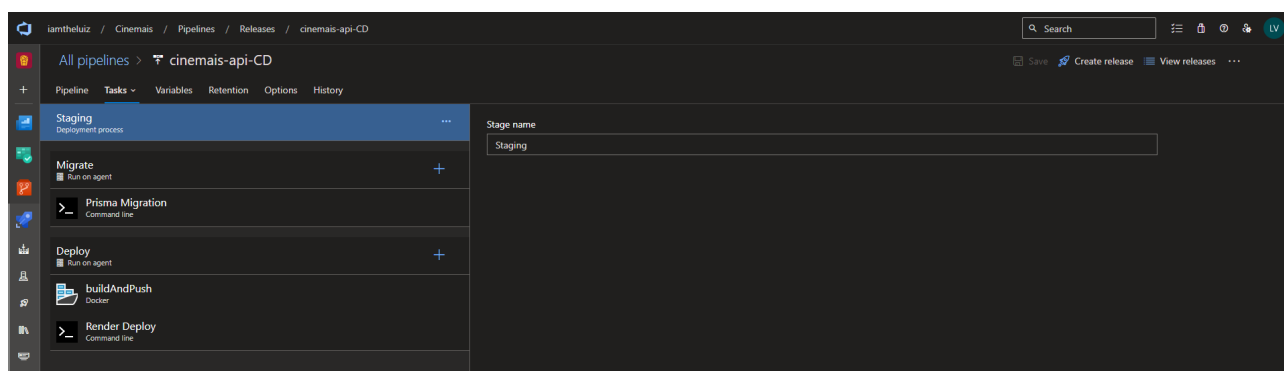 iamtheluiz / Cinemais / Pipelines / Releases / cinemais-api-CD
Search
LV
All pipelines > cinemais-api-CD
Save Create release View releases ...
Pipeline Tasks Variables Retention Options History
Staging
Deployment process
...
Stage name
Staging
Migrate
Run on agent
Prisma Migration
Command line
Deploy
Run on agent
buildAndPush
Docker
Render Deploy
Command line